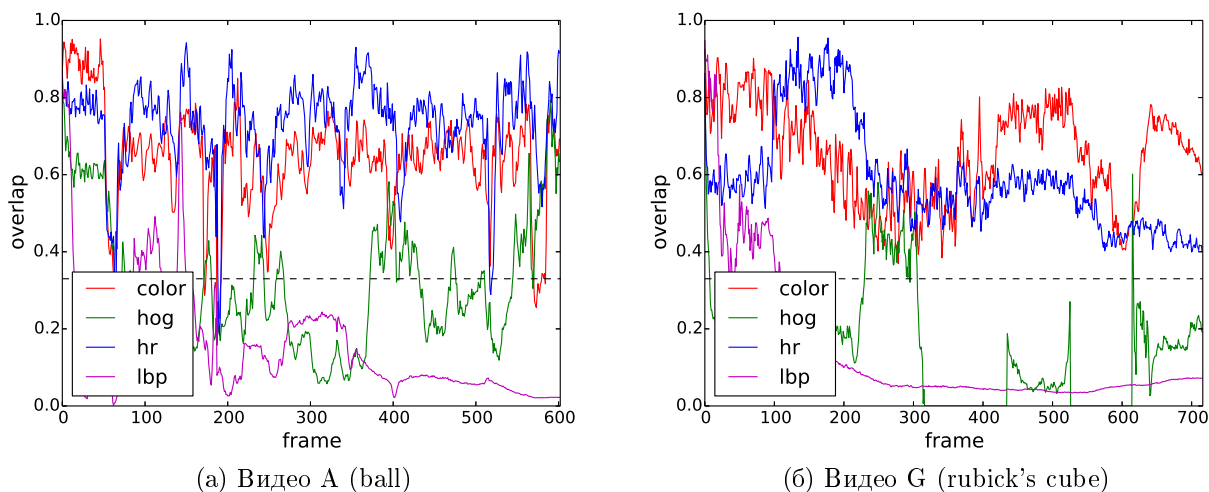 1.0
0.8
0.6
0.4
0.2
0.0
overlap
color
hog
hr
lbp
0 100 200 300 400 500 600
frame
(а) Видео A (ball)
1.0
0.8
0.6
0.4
0.2
0.0
overlap
color
hog
hr
lbp
0 100 200 300 400 500 600 700
frame
(б) Видео G (rubick's cube)